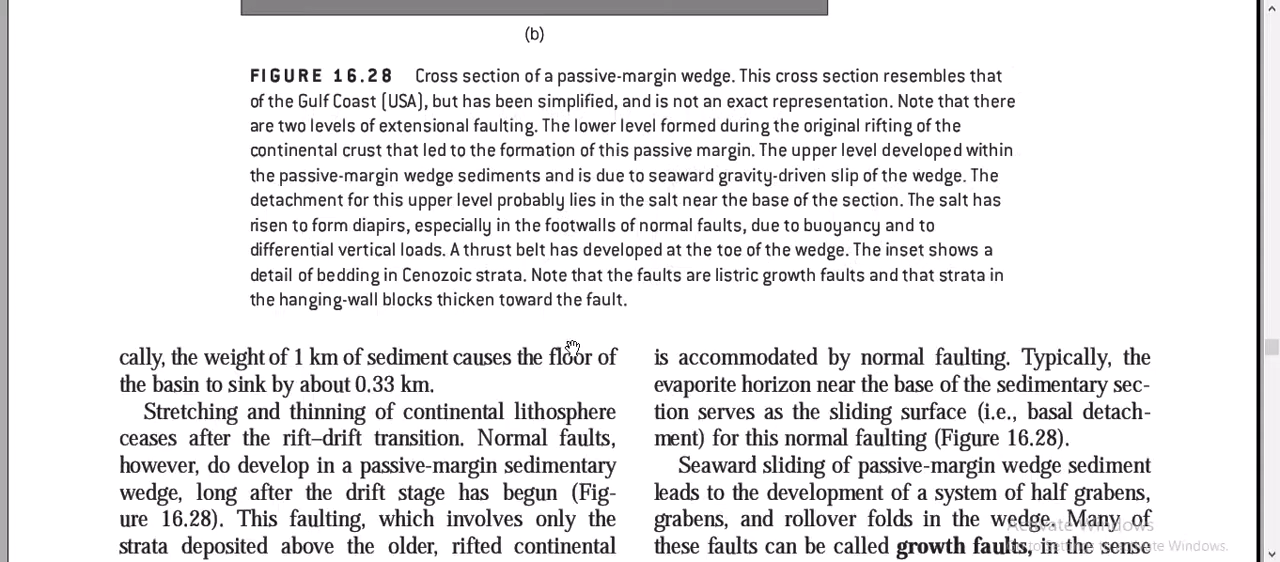 (b)
FIGURE 16.28 Cross section of a passive-margin wedge. This cross section resembles that
of the Gulf Coast (USA), but has been simplified, and is not an exact representation. Note that there
are two levels of extensional faulting. The lower level formed during the original rifting of the
continental crust that led to the formation of this passive margin. The upper level developed within
the passive-margin wedge sediments and is due to seaward gravity-driven slip of the wedge. The
detachment for this upper level probably lies in the salt near the base of the section. The salt has
risen to form diapirs, especially in the footwalls of normal faults, due to buoyancy and to
differential vertical loads. A thrust belt has developed at the toe of the wedge. The inset shows a
detail of bedding in Cenozoic strata. Note that the faults are listric growth faults and that strata in
the hanging-wall blocks thicken toward the fault.
cally, the weight of 1 km of sediment causes the floor of
the basin to sink by about 0.33 km.
Stretching and thinning of continental lithosphere
ceases after the rift–drift transition. Normal faults,
however, do develop in a passive-margin sedimentary
wedge, long after the drift stage has begun (Fig-
ure 16.28). This faulting, which involves only the
strata deposited above the older, rifted continental
is accommodated by normal faulting. Typically, the
evaporite horizon near the base of the sedimentary sec-
tion serves as the sliding surface (i.e., basal detach-
ment) for this normal faulting (Figure 16.28).
Seaward sliding of passive-margin wedge sediment
leads to the development of a system of half grabens,
grabens, and rollover folds in the wedge. Many of
these faults can be called growth faults, in the sense
Activate Windows
Go to Settings to activate Windows.